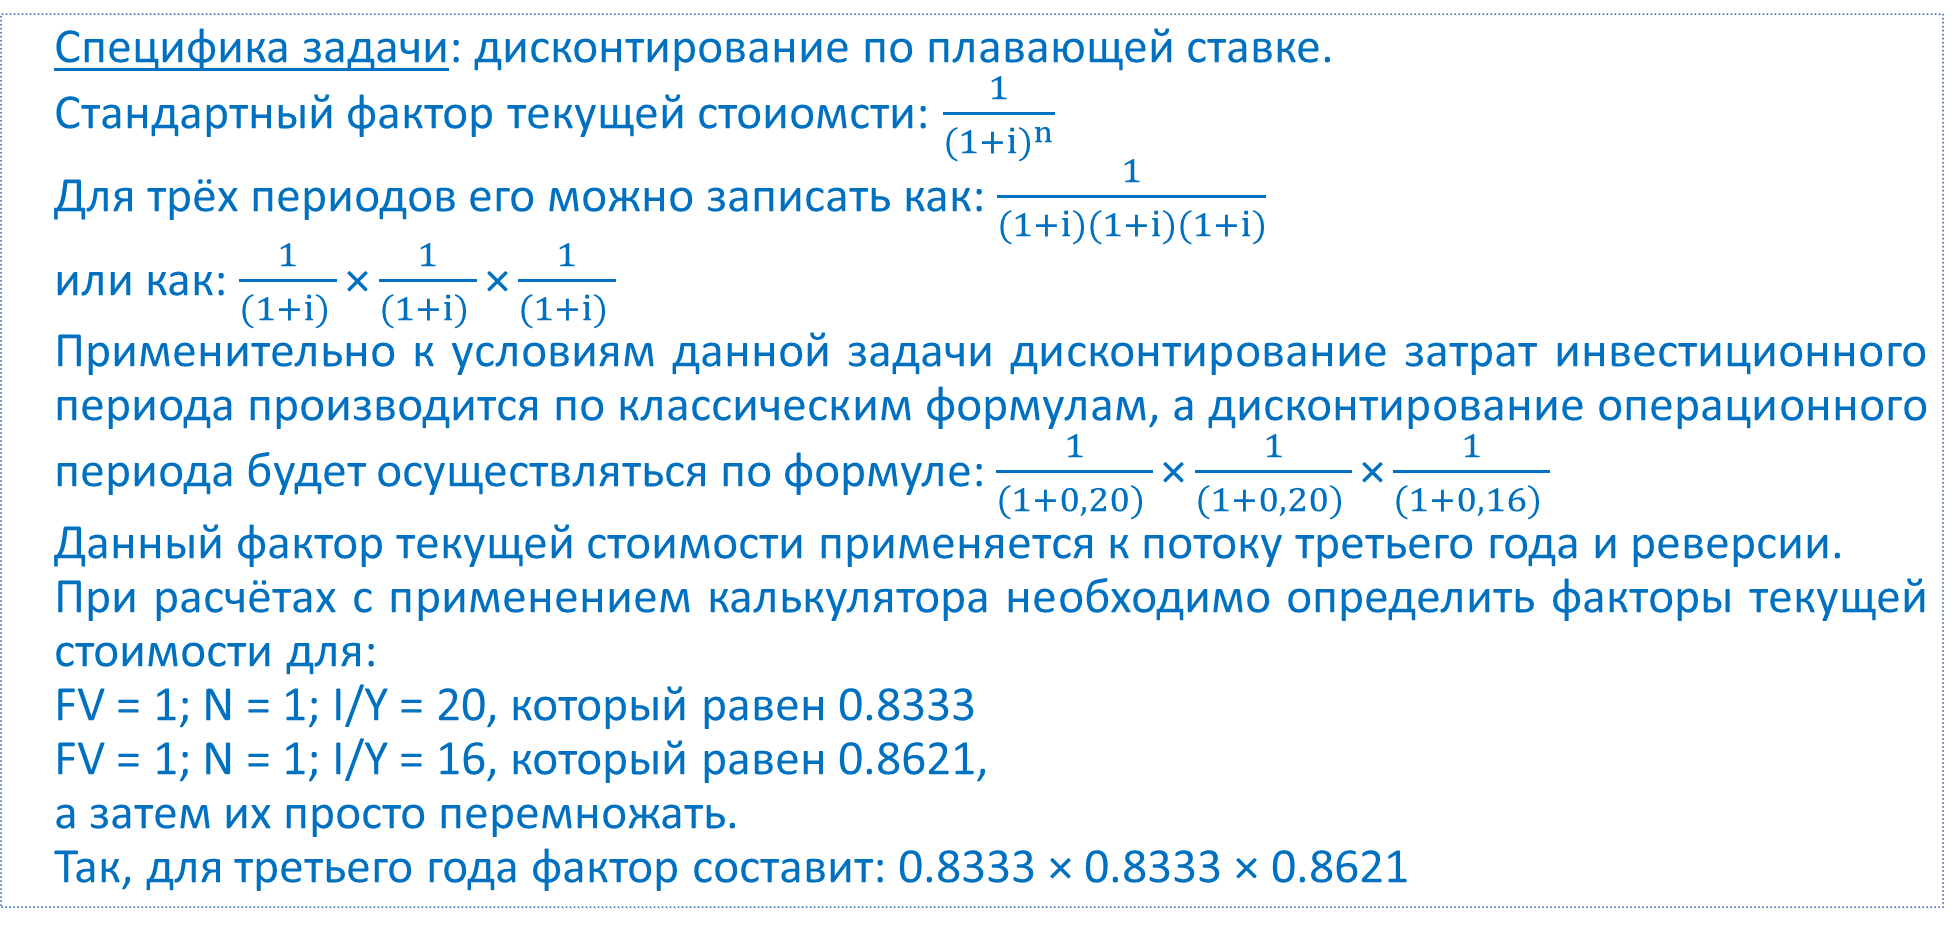 Специфика задачи: дисконтирование по плавающей ставке.
Стандартный фактор текущей стоиомсти: 1/(1+i)ⁿ
Для трёх периодов его можно записать как: 1/(1+i)(1+i)(1+i)
или как: 1/(1+i) × 1/(1+i) × 1/(1+i)
Применительно к условиям данной задачи дисконтирование затрат инвестиционного
периода производится по классическим формулам, а дисконтирование операционного
периода будет осуществляться по формуле: 1/(1+0,20) × 1/(1+0,20) × 1/(1+0,16)
Данный фактор текущей стоимости применяется к потоку третьего года и реверсии.
При расчётах с применением калькулятора необходимо определить факторы текущей
стоимости для:
FV = 1; N = 1; I/Y = 20, который равен 0.8333
FV = 1; N = 1; I/Y = 16, который равен 0.8621,
а затем их просто перемножать.
Так, для третьего года фактор составит: 0.8333 × 0.8333 × 0.8621